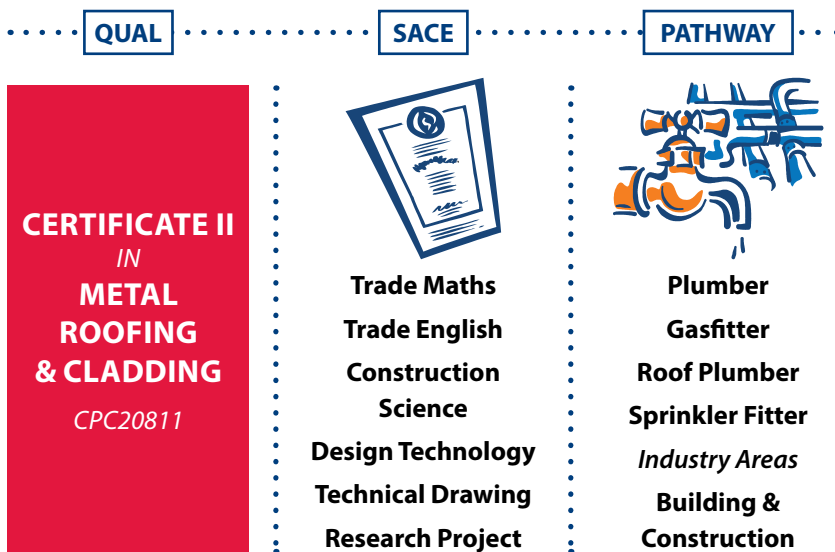 QUAL
SACE
PATHWAY
CERTIFICATE II
IN
METAL
ROOFING
& CLADDING
CPC20811
Trade Maths
Trade English
Construction
Science
Design Technology
Technical Drawing
Research Project
Plumber
Gasfitter
Roof Plumber
Sprinkler Fitter
Industry Areas
Building &
Construction